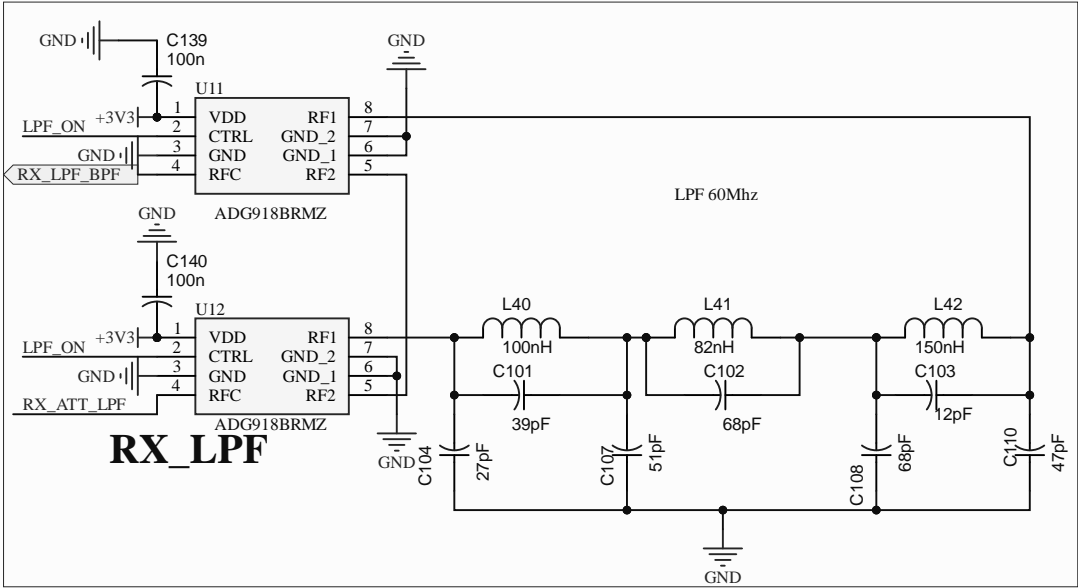 GND
C139
100n
GND
U11
+3V3
LPF_ON
GND
RX_LPF_BPF
1
2
3
4
VDD
CTRL
GND
RFC
RF1
GND_2
GND_1
RF2
8
7
6
5
ADG918BRMZ
LPF 60Mhz
GND
C140
100n
U12
+3V3
LPF_ON
GND
RX_ATT_LPF
1
2
3
4
VDD
CTRL
GND
RFC
RF1
GND_2
GND_1
RF2
8
7
6
5
ADG918BRMZ
RX_LPF
GND
L40
100nH
C101
39pF
L41
82nH
C102
68pF
L42
150nH
C103
12pF
C104
27pF
C107
51pF
C108
68pF
C110
47pF
GND